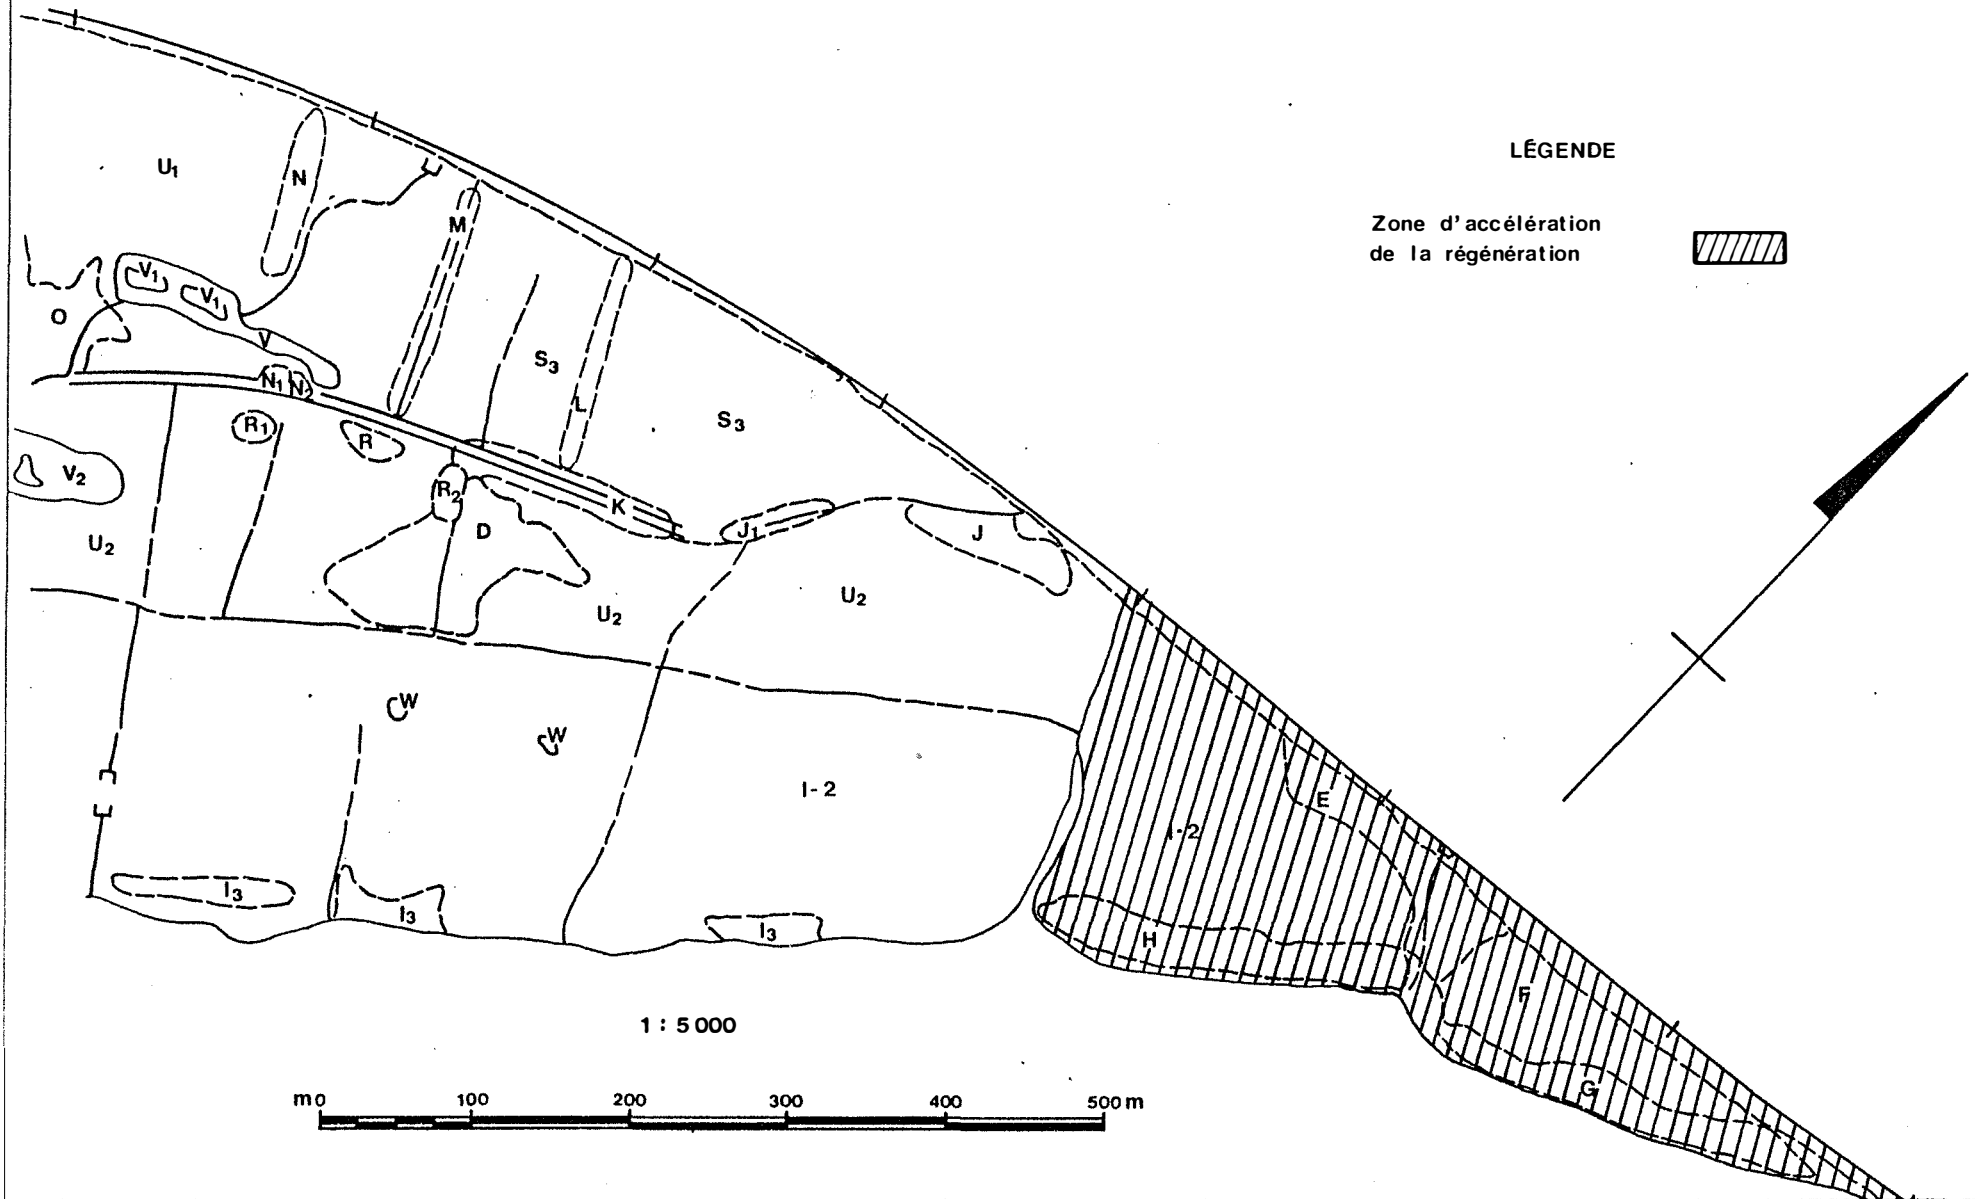 LÉGENDE
Zone d'accélération
de la régénération
U1
N
M
V1
V1
O
V
S3
L
S3
N1
N2
R1
R
V2
R2
K
D
J1
J
U2
U2
U2
W
W
I-2
E
I-2
I3
I3
I3
H
F
G
1 : 5 000
m 0 100 200 300 400 500 m